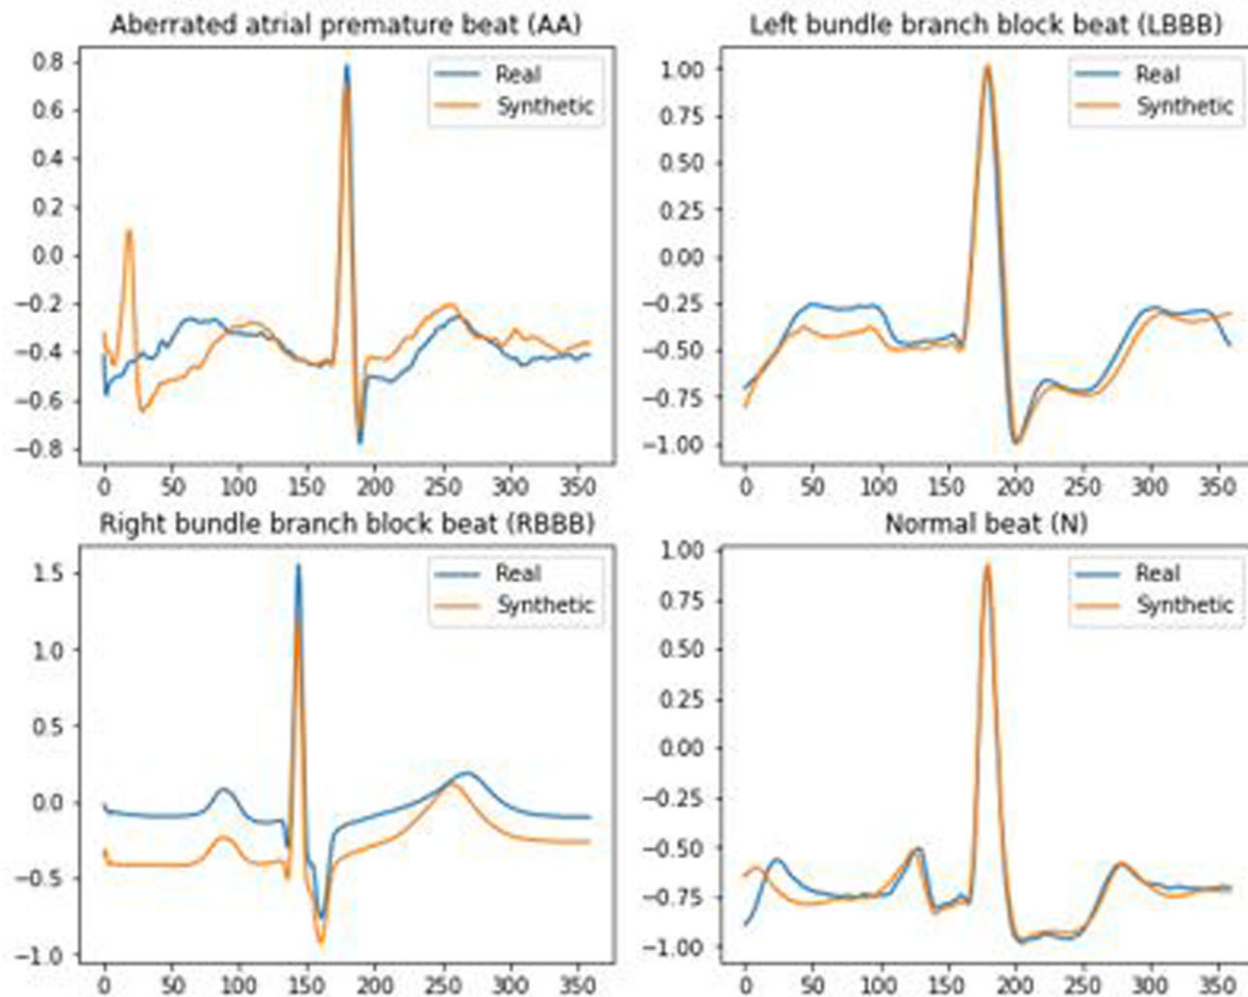 Aberrated atrial premature beat (AA)
Real
Synthetic
0.8
0.6
0.4
0.2
0.0
−0.2
−0.4
−0.6
−0.8
0 50 100 150 200 250 300 350
Left bundle branch block beat (LBBB)
Real
Synthetic
1.00
0.75
0.50
0.25
0.00
−0.25
−0.50
−0.75
−1.00
0 50 100 150 200 250 300 350
Right bundle branch block beat (RBBB)
Real
Synthetic
1.5
1.0
0.5
0.0
−0.5
−1.0
0 50 100 150 200 250 300 350
Normal beat (N)
Real
Synthetic
1.00
0.75
0.50
0.25
0.00
−0.25
−0.50
−0.75
−1.00
0 50 100 150 200 250 300 350